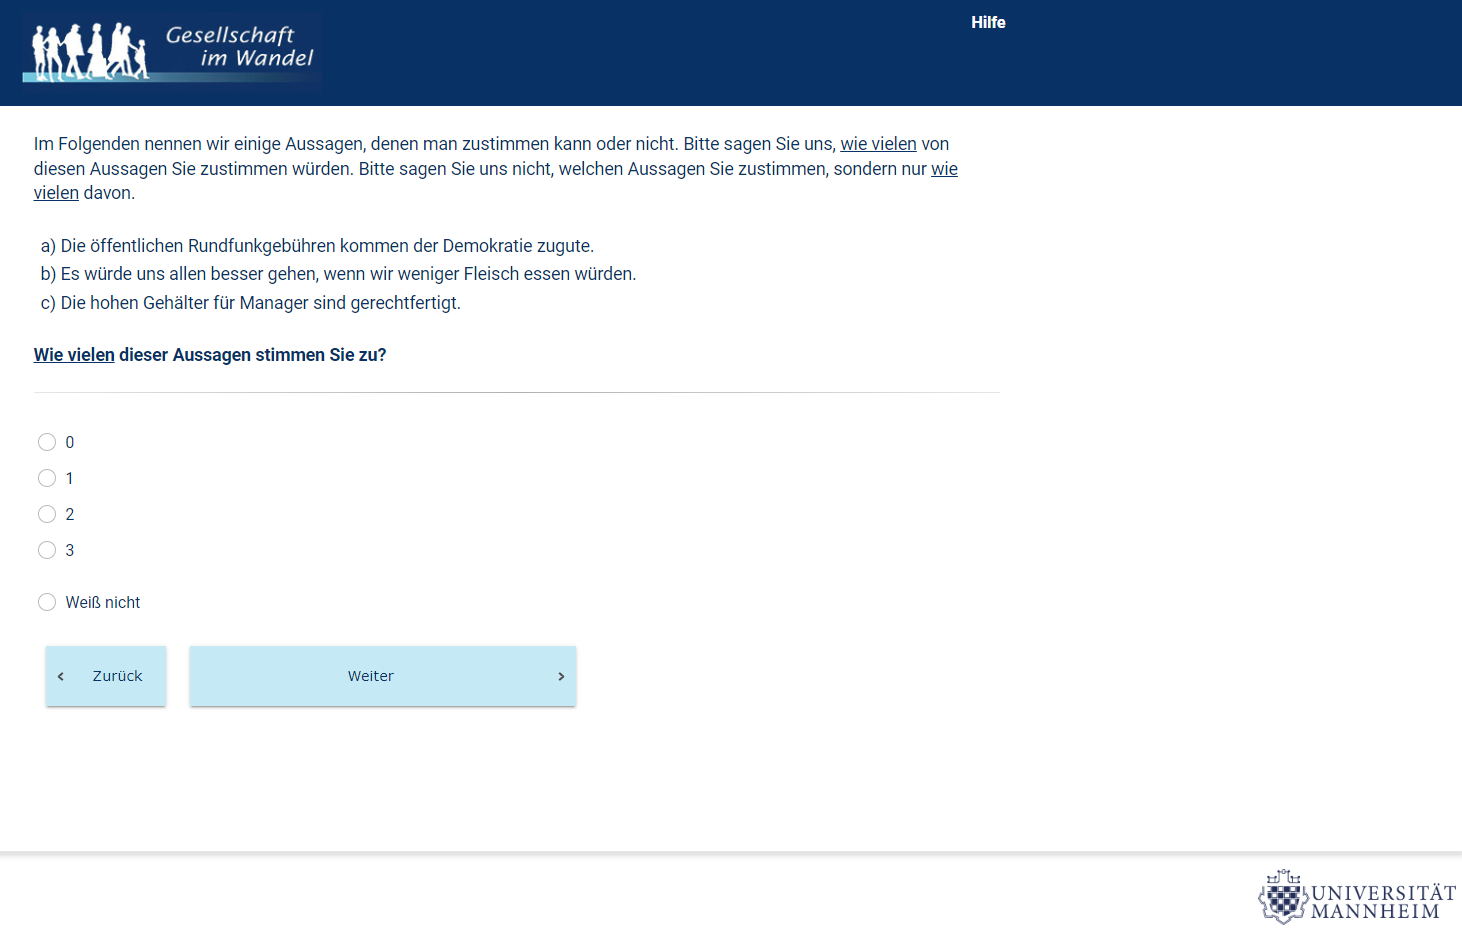 Gesellschaft
im Wandel
Hilfe
Im Folgenden nennen wir einige Aussagen, denen man zustimmen kann oder nicht. Bitte sagen Sie uns, wie vielen von
diesen Aussagen Sie zustimmen würden. Bitte sagen Sie uns nicht, welchen Aussagen Sie zustimmen, sondern nur wie
vielen davon.
a) Die öffentlichen Rundfunkgebühren kommen der Demokratie zugute.
b) Es würde uns allen besser gehen, wenn wir weniger Fleisch essen würden.
c) Die hohen Gehälter für Manager sind gerechtfertigt.
Wie vielen dieser Aussagen stimmen Sie zu?
0
1
2
3
Weiß nicht
‹ Zurück
Weiter ›
UNIVERSITÄT
MANNHEIM